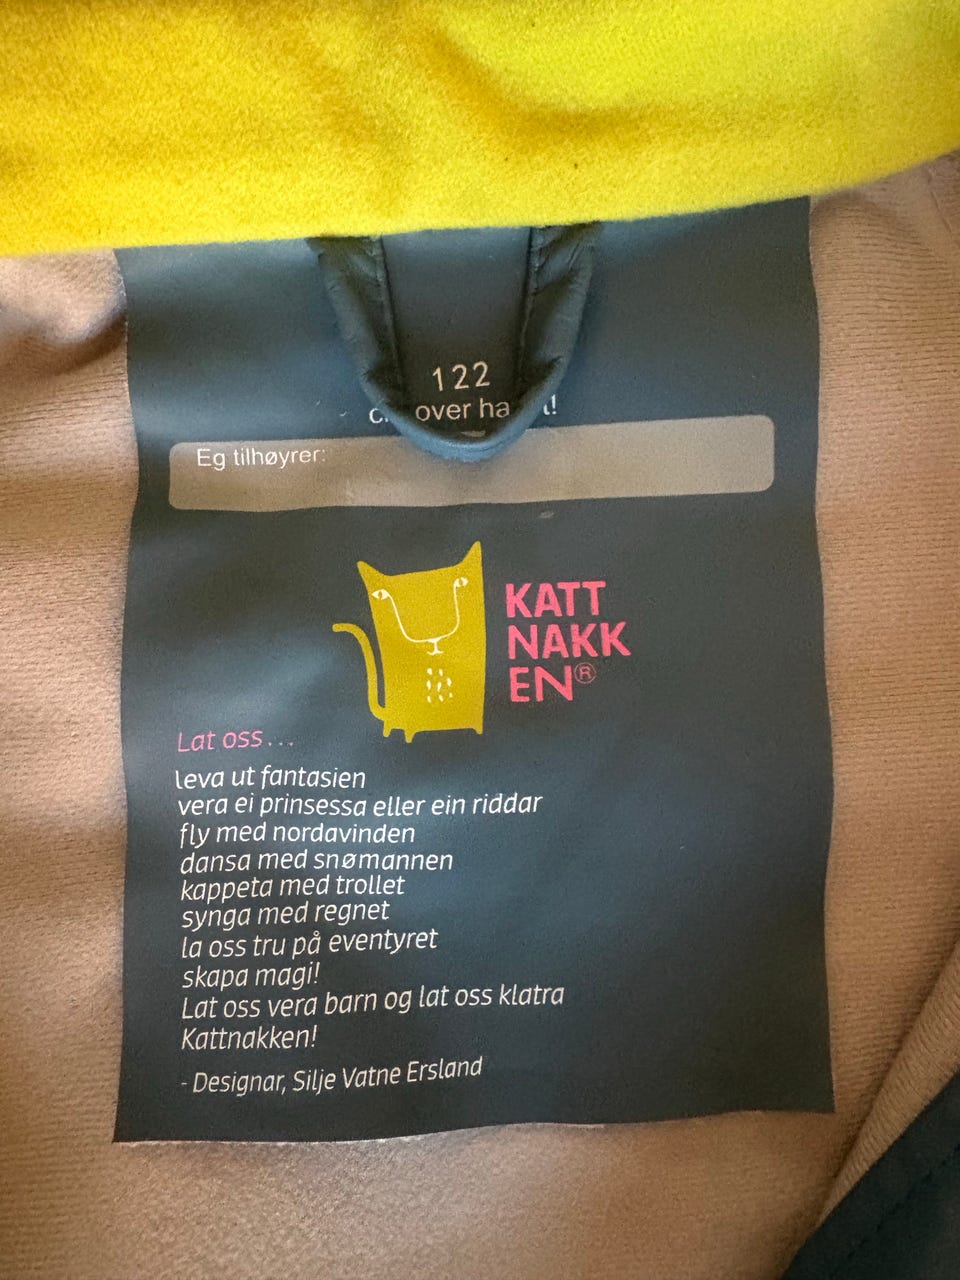 122
over
Eg tilhøyrer:
KATT
NAKK
EN®
Lat oss...
leva ut fantasien
vera ei prinsessa eller ein riddar
fly med nordavinden
dansa med snømannen
kappeta med trollet
synga med regnet
la oss tru på eventyret
skapa magi!
Lat oss vera barn og lat oss klatra
Kattnakken!
- Designar, Silje Vatne Ersland